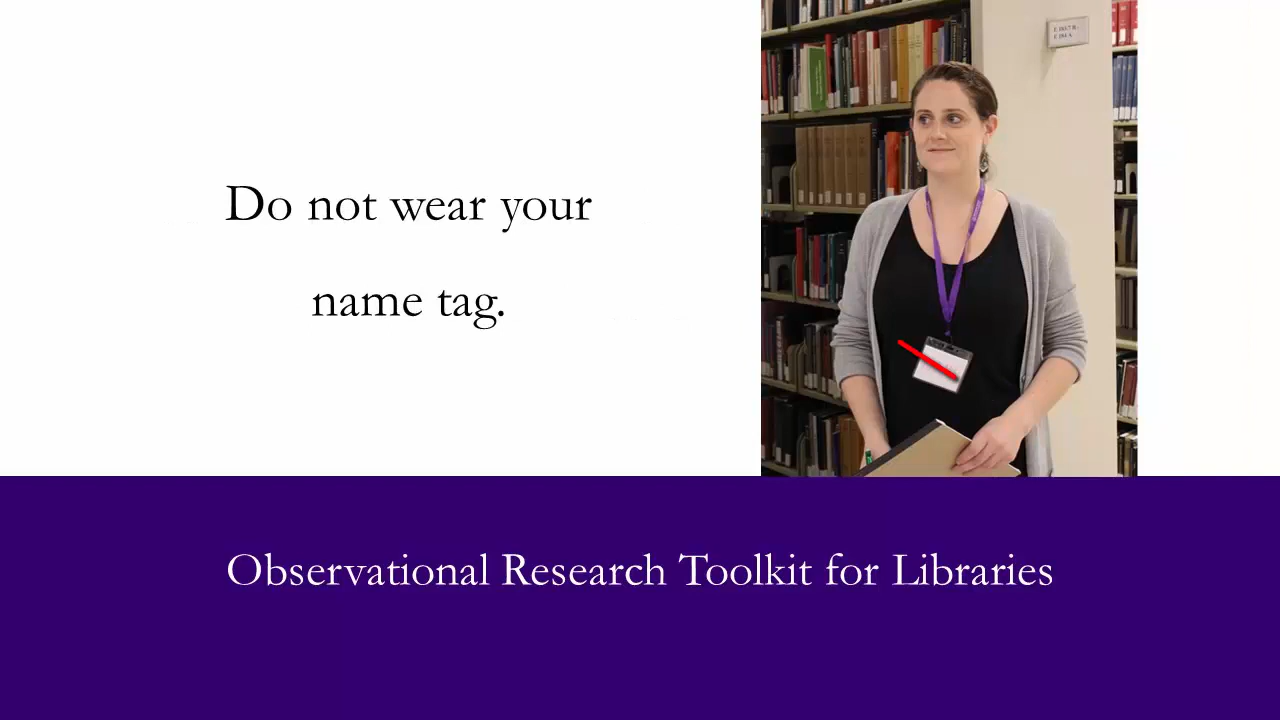 Do not wear your
name tag.
Observational Research Toolkit for Libraries